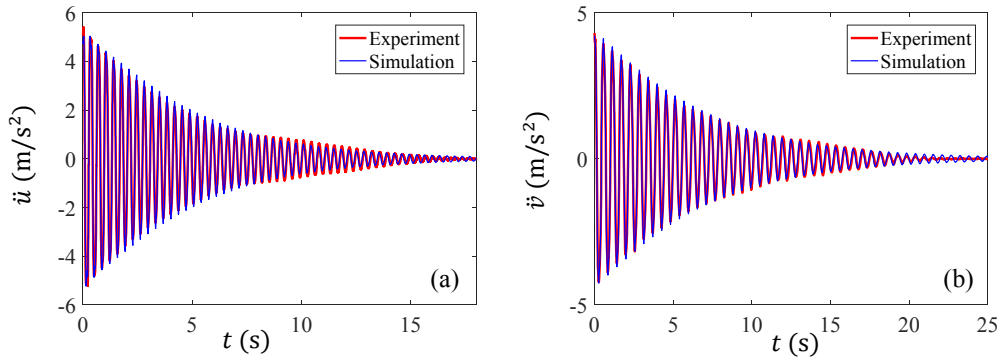 6
4
2
0
-2
-4
-6
ü (m/s²)
Experiment
Simulation
(a)
0 5 10 15
t (s)
5
0
-5
v̈ (m/s²)
Experiment
Simulation
(b)
0 5 10 15 20 25
t (s)